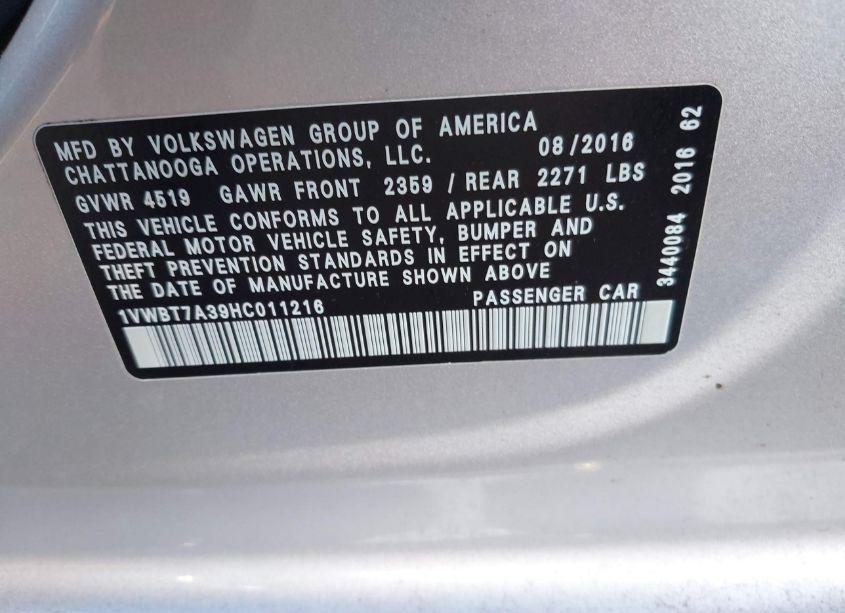 MFD BY VOLKSWAGEN GROUP OF AMERICA
CHATTANOOGA OPERATIONS, LLC. 08/2016
GVWR 4519 GAWR FRONT 2359 / REAR 2271 LBS
THIS VEHICLE CONFORMS TO ALL APPLICABLE U.S.
FEDERAL MOTOR VEHICLE SAFETY, BUMPER AND
THEFT PREVENTION STANDARDS IN EFFECT ON
THE DATE OF MANUFACTURE SHOWN ABOVE
1VWBT7A39HC011216 PASSENGER CAR
3440084 2016 62